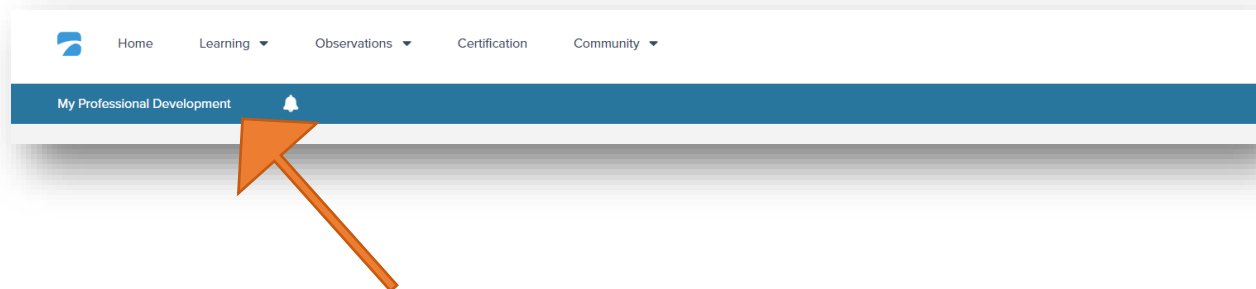 Home Learning Observations Certification Community
My Professional Development